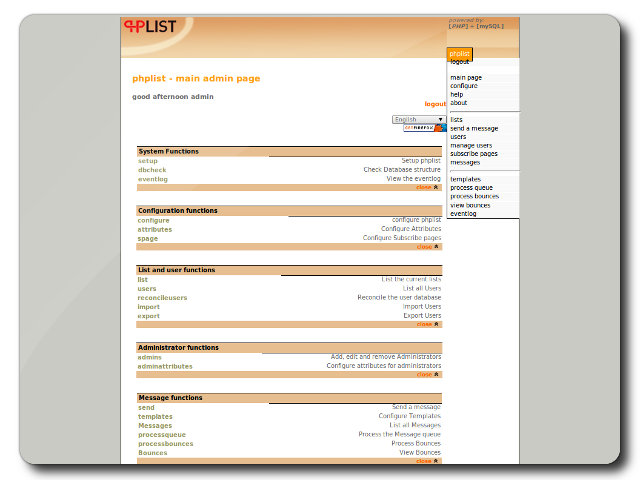 PHPLIST
powered by:
[PHP] + [mySQL]
phplist
logout
phplist - main admin page
main page
configure
help
about
good afternoon admin
logout
English
GETFIREFOX
lists
send a message
users
manage users
subscribe pages
messages
templates
process queue
process bounces
view bounces
eventlog
System Functions
setup Setup phplist
dbcheck Check Database structure
eventlog View the eventlog
close
Configuration functions
configure configure phplist
attributes Configure Attributes
spage Configure Subscribe pages
close
List and user functions
list List the current lists
users List all Users
reconcileusers Reconcile the user database
import Import Users
export Export Users
close
Administrator functions
admins Add, edit and remove Administrators
adminattributes Configure attributes for administrators
close
Message functions
send Send a message
templates Configure Templates
Messages List all Messages
processqueue Process the Message queue
processbounces Process Bounces
Bounces View Bounces
close